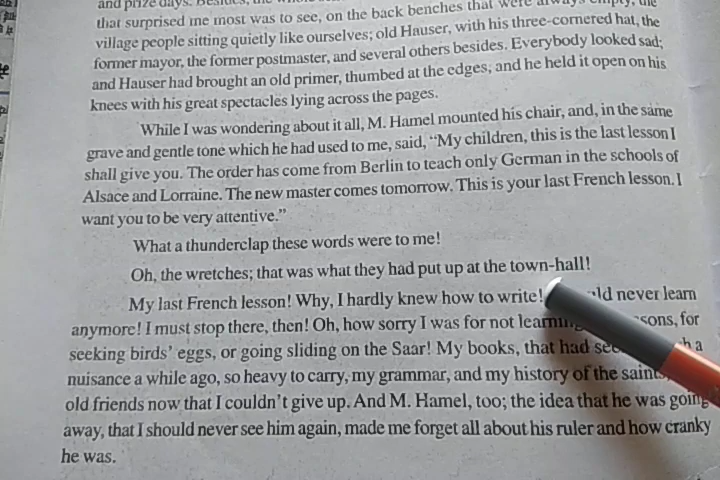 and prize days. Besides, the whole
that surprised me most was to see, on the back benches that were always empty, the
village people sitting quietly like ourselves; old Hauser, with his three-cornered hat, the
former mayor, the former postmaster, and several others besides. Everybody looked sad;
and Hauser had brought an old primer, thumbed at the edges, and he held it open on his
knees with his great spectacles lying across the pages.
While I was wondering about it all, M. Hamel mounted his chair, and, in the same
grave and gentle tone which he had used to me, said, “My children, this is the last lesson I
shall give you. The order has come from Berlin to teach only German in the schools of
Alsace and Lorraine. The new master comes tomorrow. This is your last French lesson. I
want you to be very attentive.”
What a thunderclap these words were to me!
Oh, the wretches; that was what they had put up at the town-hall!
My last French lesson! Why, I hardly knew how to write! never learn
anymore! I must stop there, then! Oh, how sorry I was for not for
seeking birds’ eggs, or going sliding on the Saar! My books, that had a
nuisance a while ago, so heavy to carry, my grammar, and my history of the
old friends now that I couldn’t give up. And M. Hamel, too; the idea that he was going
away, that I should never see him again, made me forget all about his ruler and how cranky
he was.